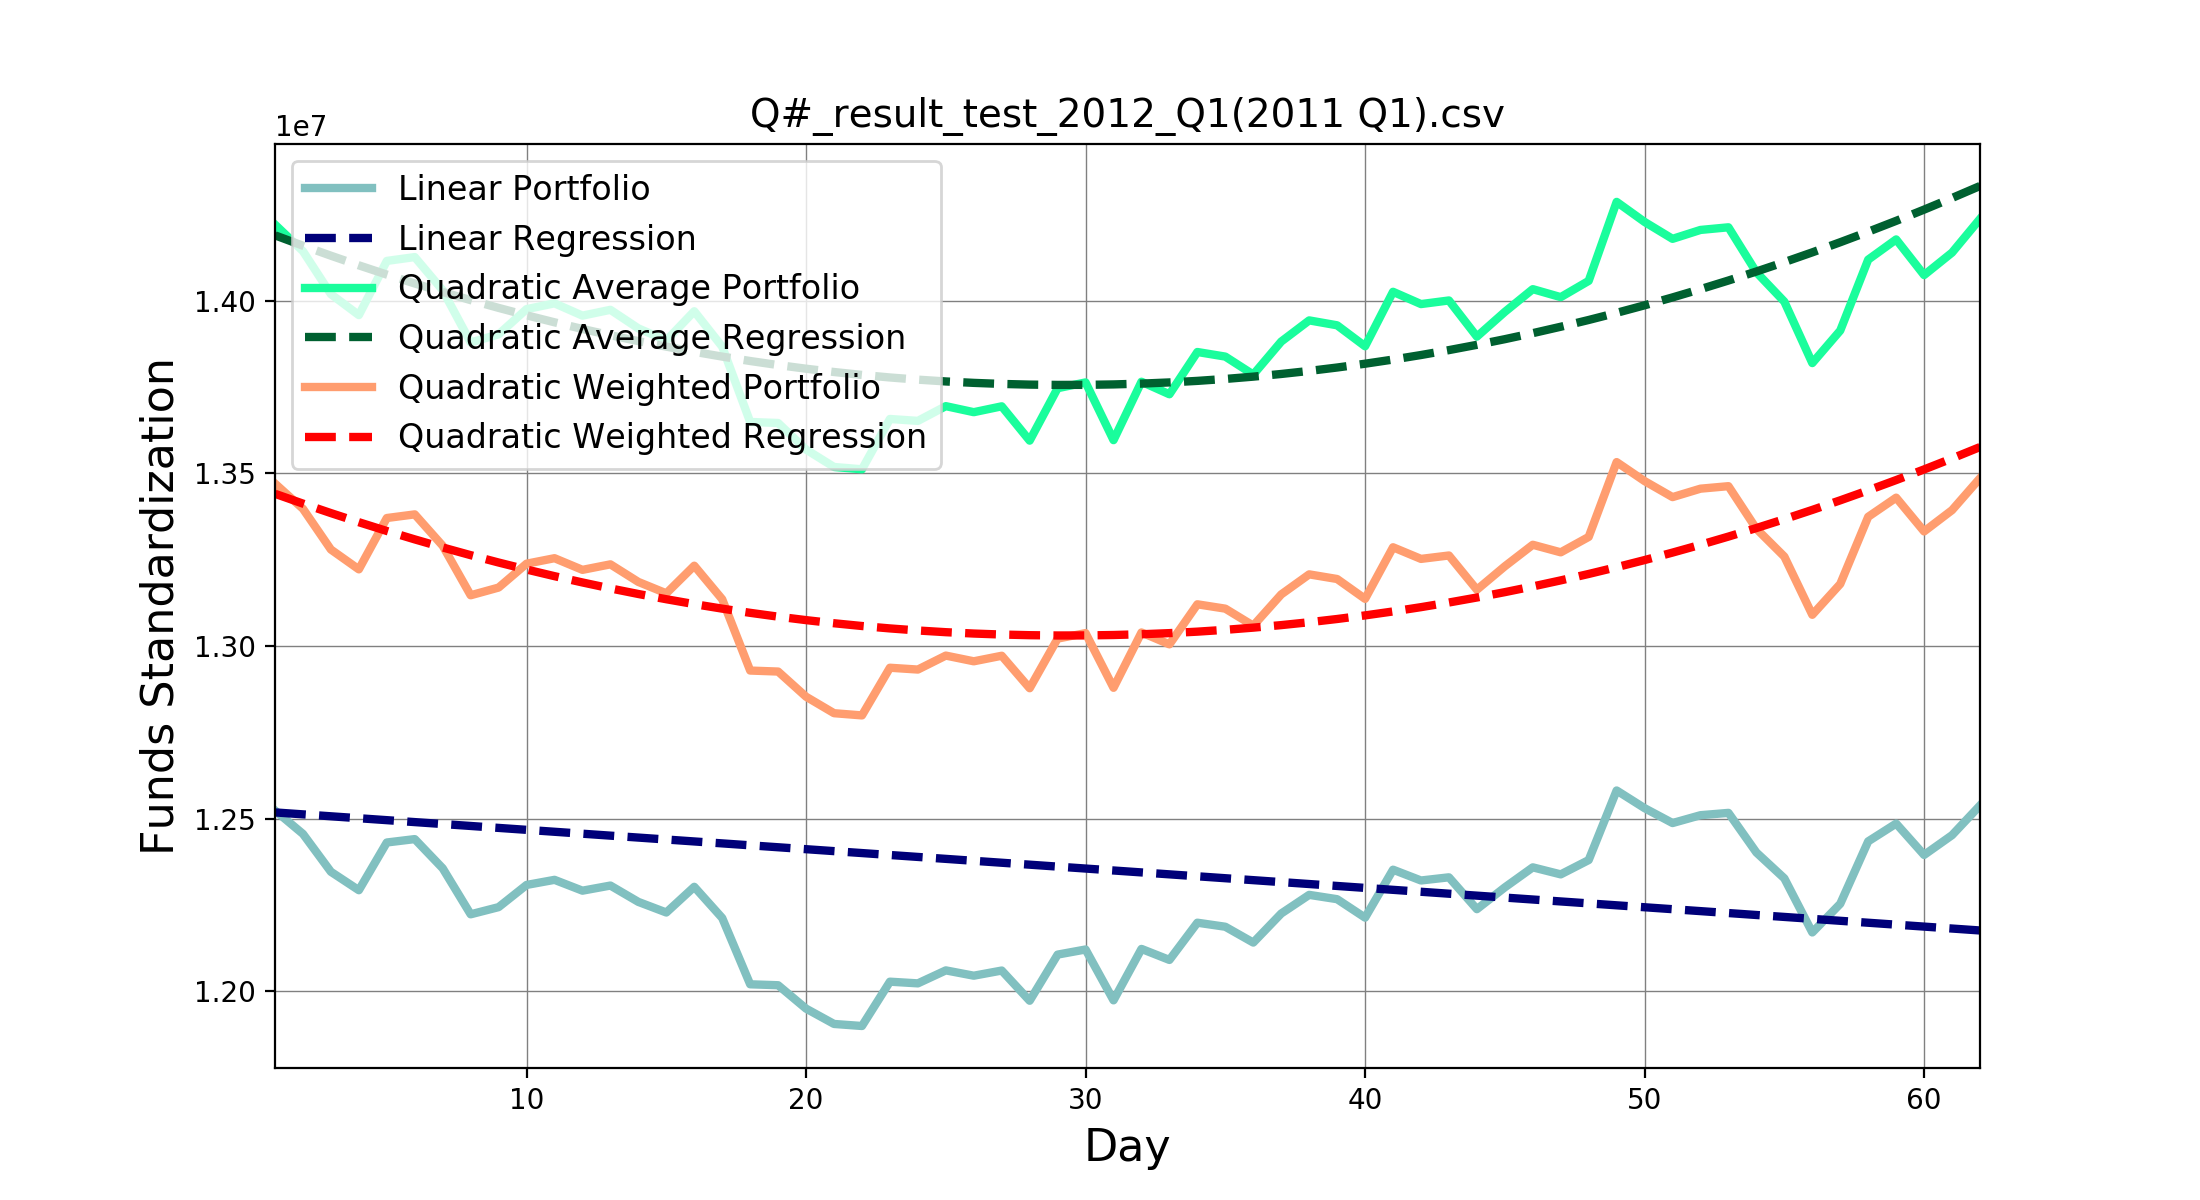 Q#_result_test_2012_Q1(2011 Q1).csv
1e7
Linear Portfolio
Linear Regression
Quadratic Average Portfolio
Quadratic Average Regression
Quadratic Weighted Portfolio
Quadratic Weighted Regression
1.40
1.35
1.30
1.25
1.20
Funds Standardization
10 20 30 40 50 60
Day